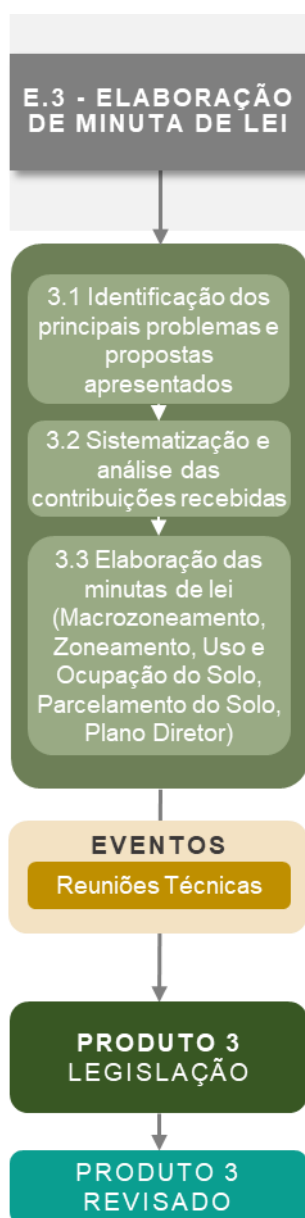 E.3 - ELABORAÇÃO
DE MINUTA DE LEI
3.1 Identificação dos
principais problemas e
propostas
apresentados
3.2 Sistematização e
análise das
contribuições recebidas
3.3 Elaboração das
minutas de lei
(Macrozoneamento,
Zoneamento, Uso e
Ocupação do Solo,
Parcelamento do Solo,
Plano Diretor)
EVENTOS
Reuniões Técnicas
PRODUTO 3
LEGISLAÇÃO
PRODUTO 3
REVISADO